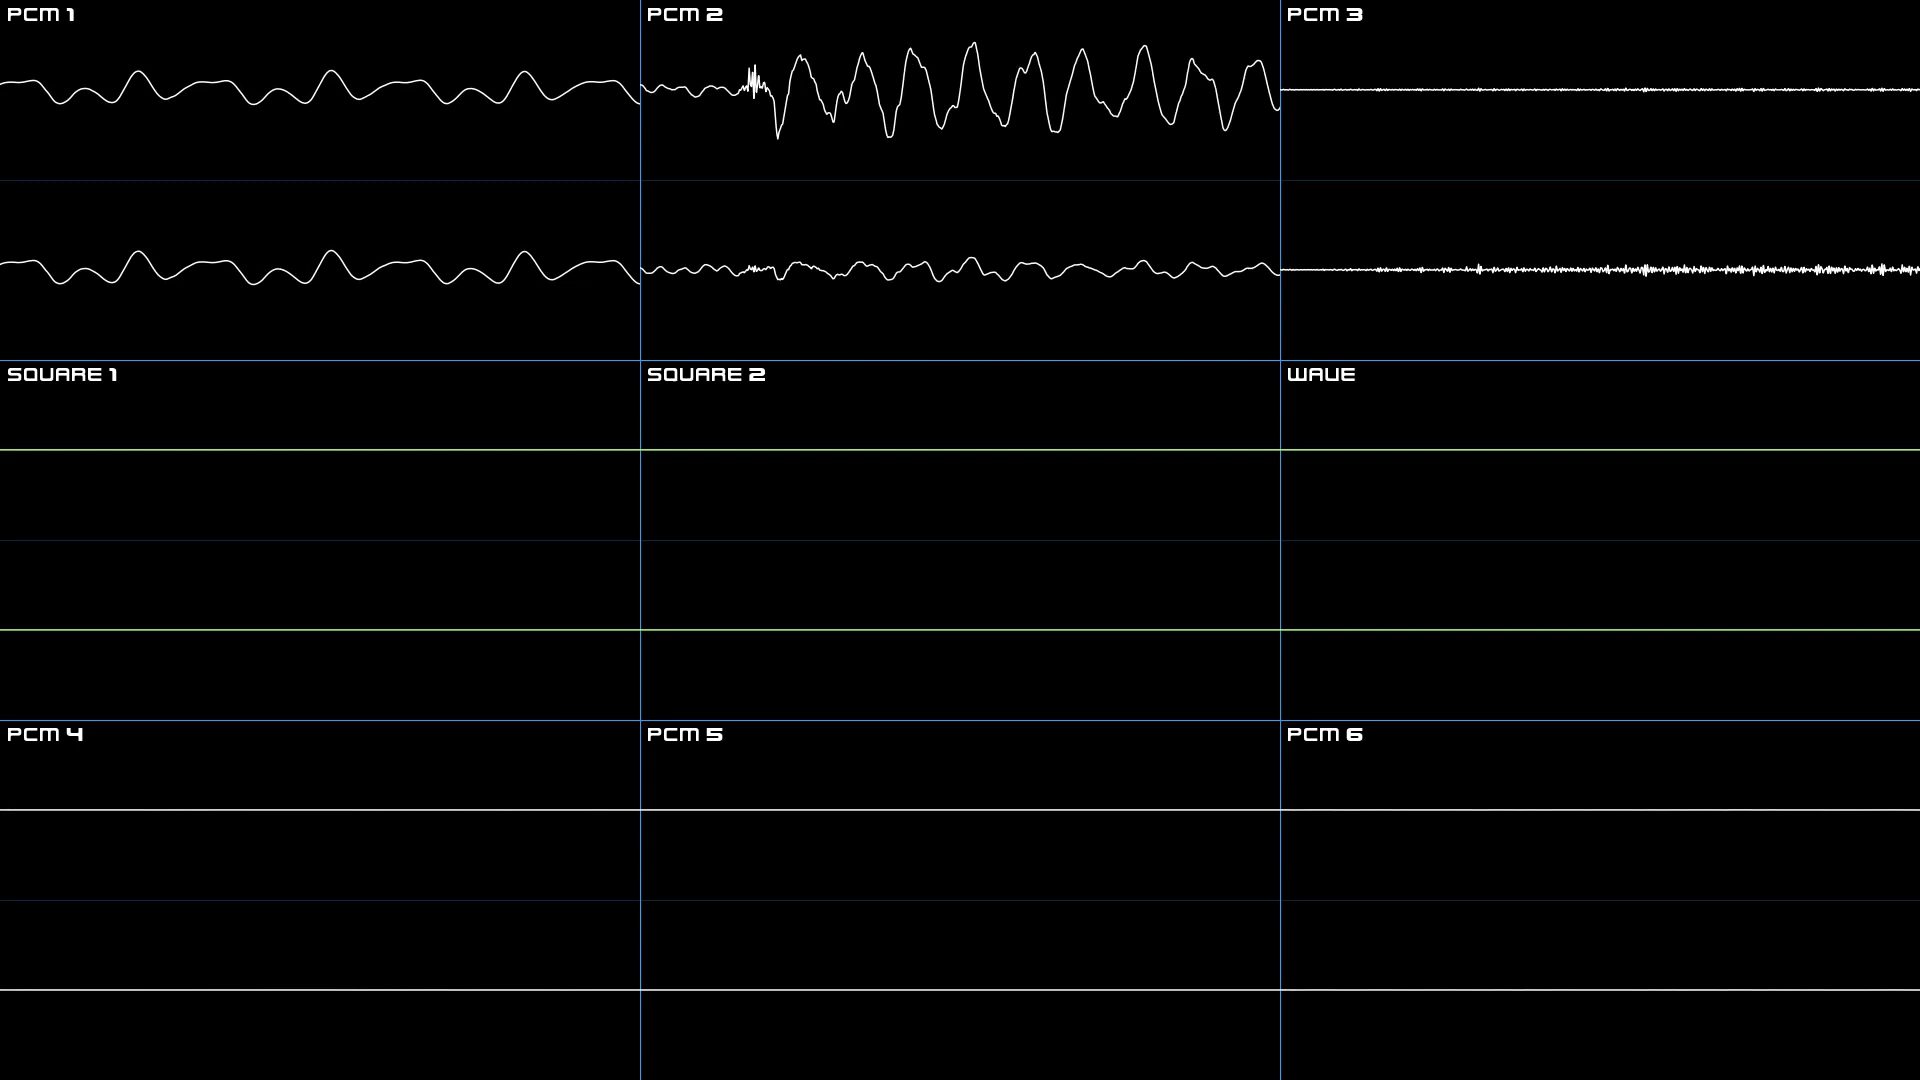 PCM 1
PCM 2
PCM 3
SQUARE 1
SQUARE 2
WAVE
PCM 4
PCM 5
PCM 6